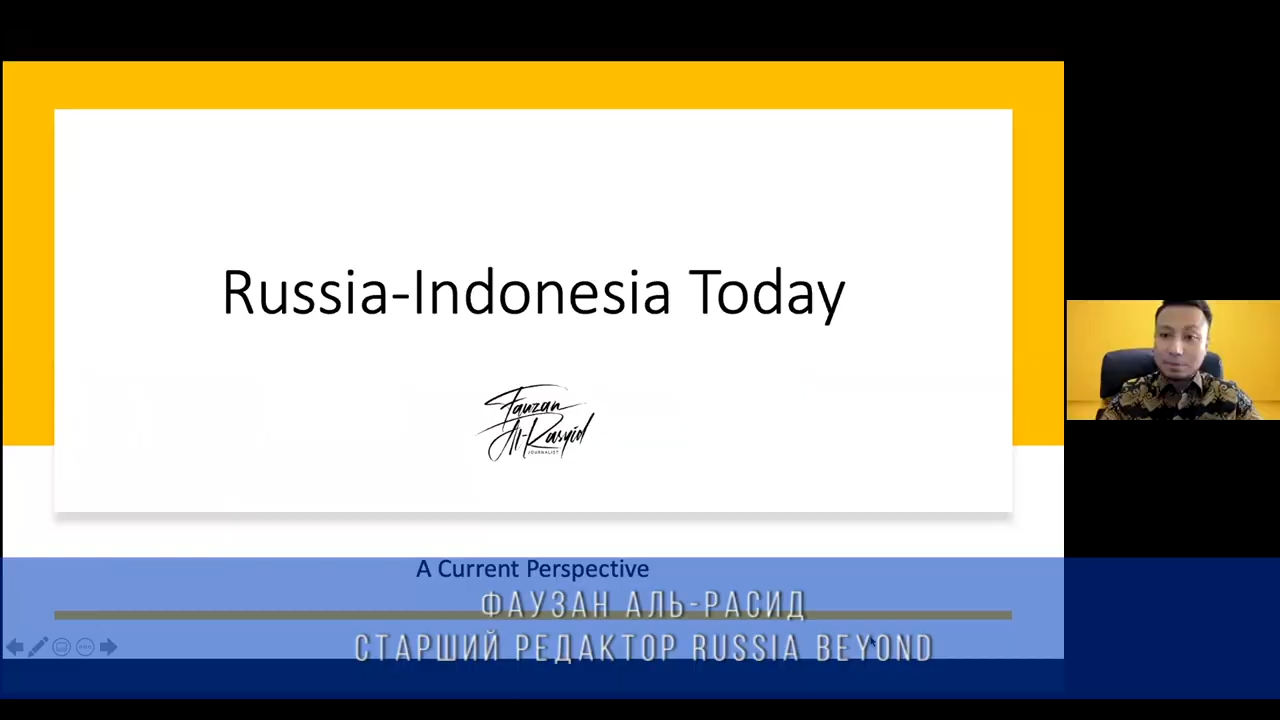 Russia-Indonesia Today
Fauzan
Al-Rasyid
JOURNALIST
A Current Perspective
ФАУЗАН АЛЬ-РАСИД
СТАРШИЙ РЕДАКТОР RUSSIA BEYOND